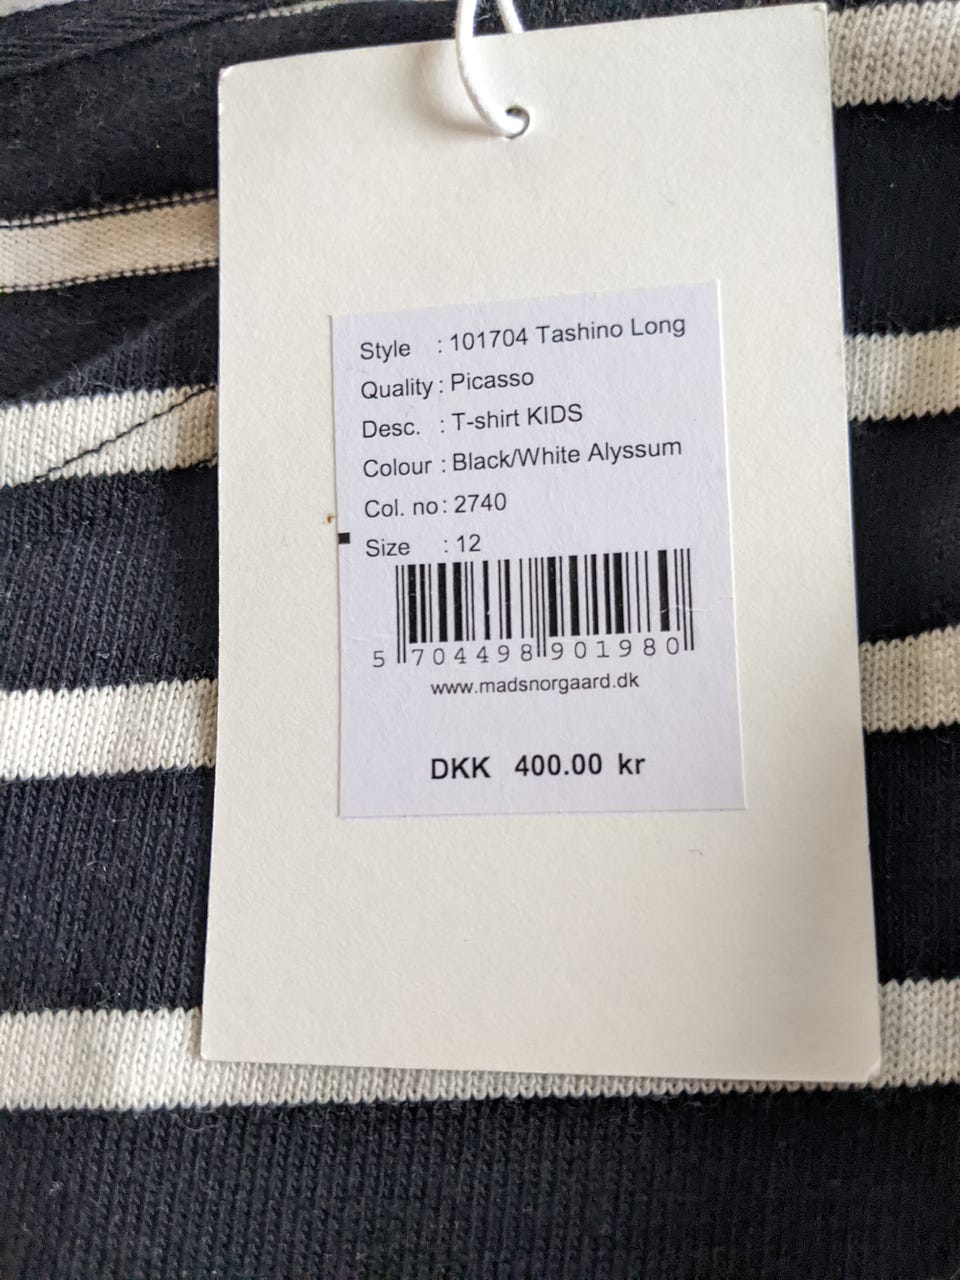 Style : 101704 Tashino Long
Quality : Picasso
Desc. : T-shirt KIDS
Colour : Black/White Alyssum
Col. no : 2740
Size : 12
5 704498 901980
www.madsnorgaard.dk
DKK 400.00 kr